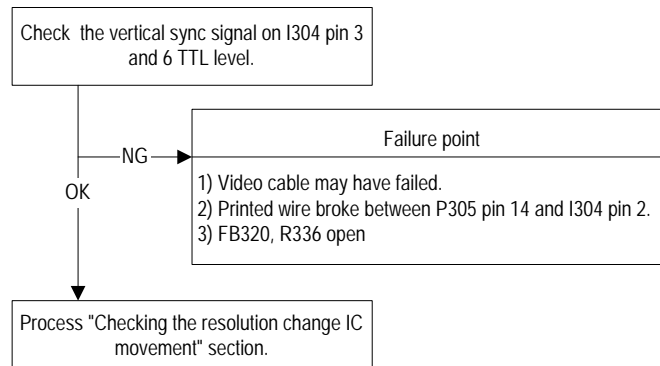 Check the vertical sync signal on I304 pin 3
and 6 TTL level.
NG
Failure point
1) Video cable may have failed.
2) Printed wire broke between P305 pin 14 and I304 pin 2.
3) FB320, R336 open
OK
Process "Checking the resolution change IC
movement" section.